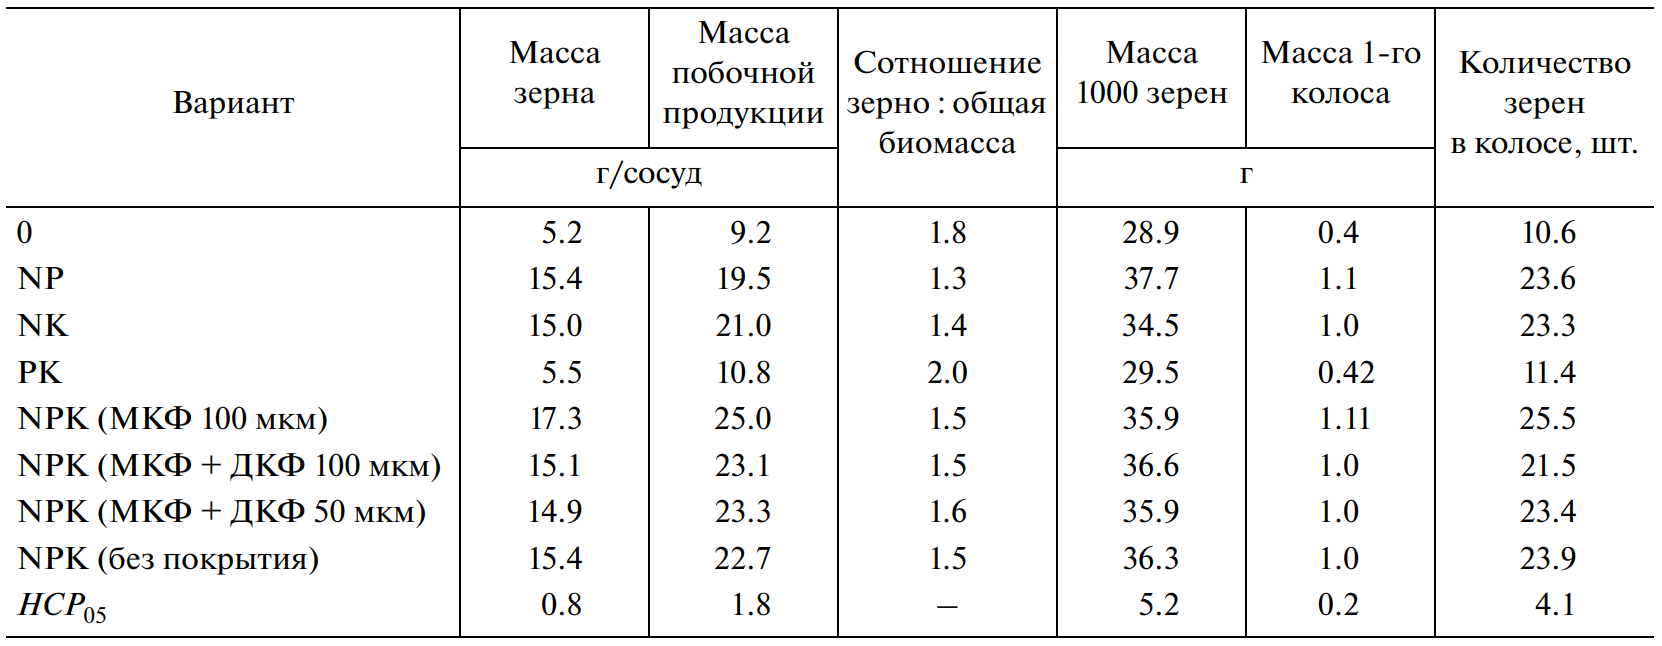 Вариант
Масса
зерна
Масса
побочной
продукции
Сотношение
зерно : общая
биомасса
Масса
1000 зерен
Масса 1-го
колоса
Количество
зерен
в колосе, шт.
г/сосуд
г
0 5.2 9.2 1.8 28.9 0.4 10.6
NP 15.4 19.5 1.3 37.7 1.1 23.6
NK 15.0 21.0 1.4 34.5 1.0 23.3
PK 5.5 10.8 2.0 29.5 0.42 11.4
NPK (МКФ 100 мкм) 17.3 25.0 1.5 35.9 1.11 25.5
NPK (МКФ + ДКФ 100 мкм) 15.1 23.1 1.5 36.6 1.0 21.5
NPK (МКФ + ДКФ 50 мкм) 14.9 23.3 1.6 35.9 1.0 23.4
NPK (без покрытия) 15.4 22.7 1.5 36.3 1.0 23.9
НСР05 0.8 1.8 – 5.2 0.2 4.1